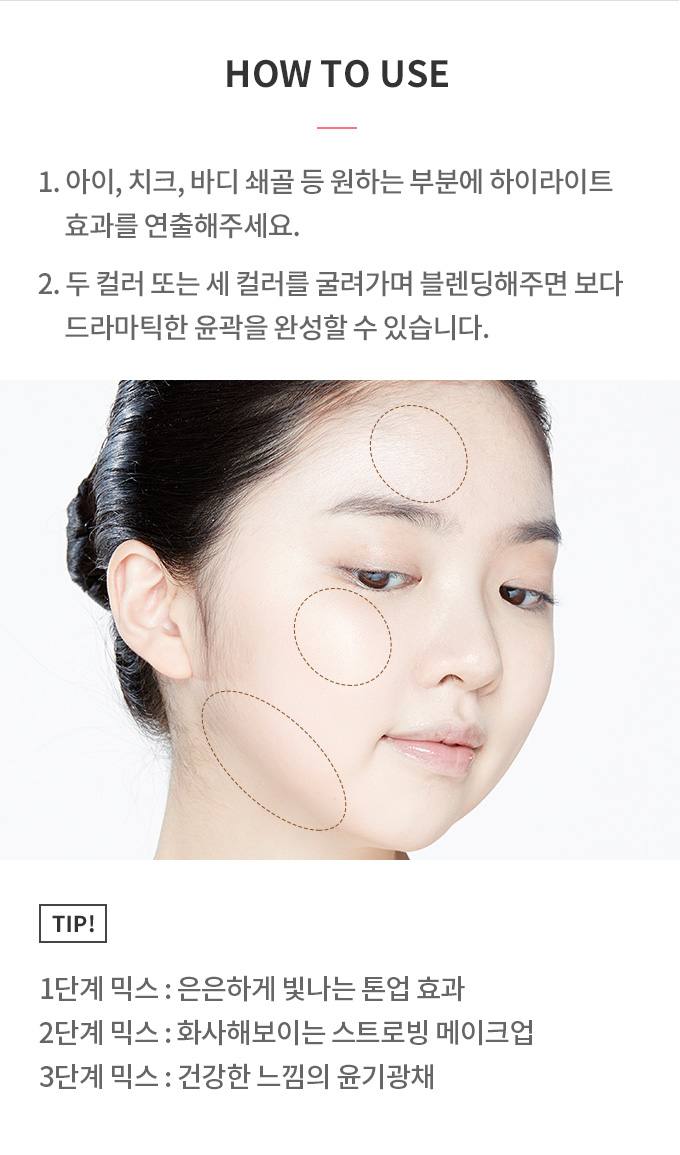 HOW TO USE
1. 아이, 치크, 바디 쇄골 등 원하는 부분에 하이라이트
효과를 연출해주세요.
2. 두 컬러 또는 세 컬러를 굴려가며 블렌딩해주면 보다
드라마틱한 윤곽을 완성할 수 있습니다.
TIP!
1단계 믹스 : 은은하게 빛나는 톤업 효과
2단계 믹스 : 화사해보이는 스트로빙 메이크업
3단계 믹스 : 건강한 느낌의 윤기광채